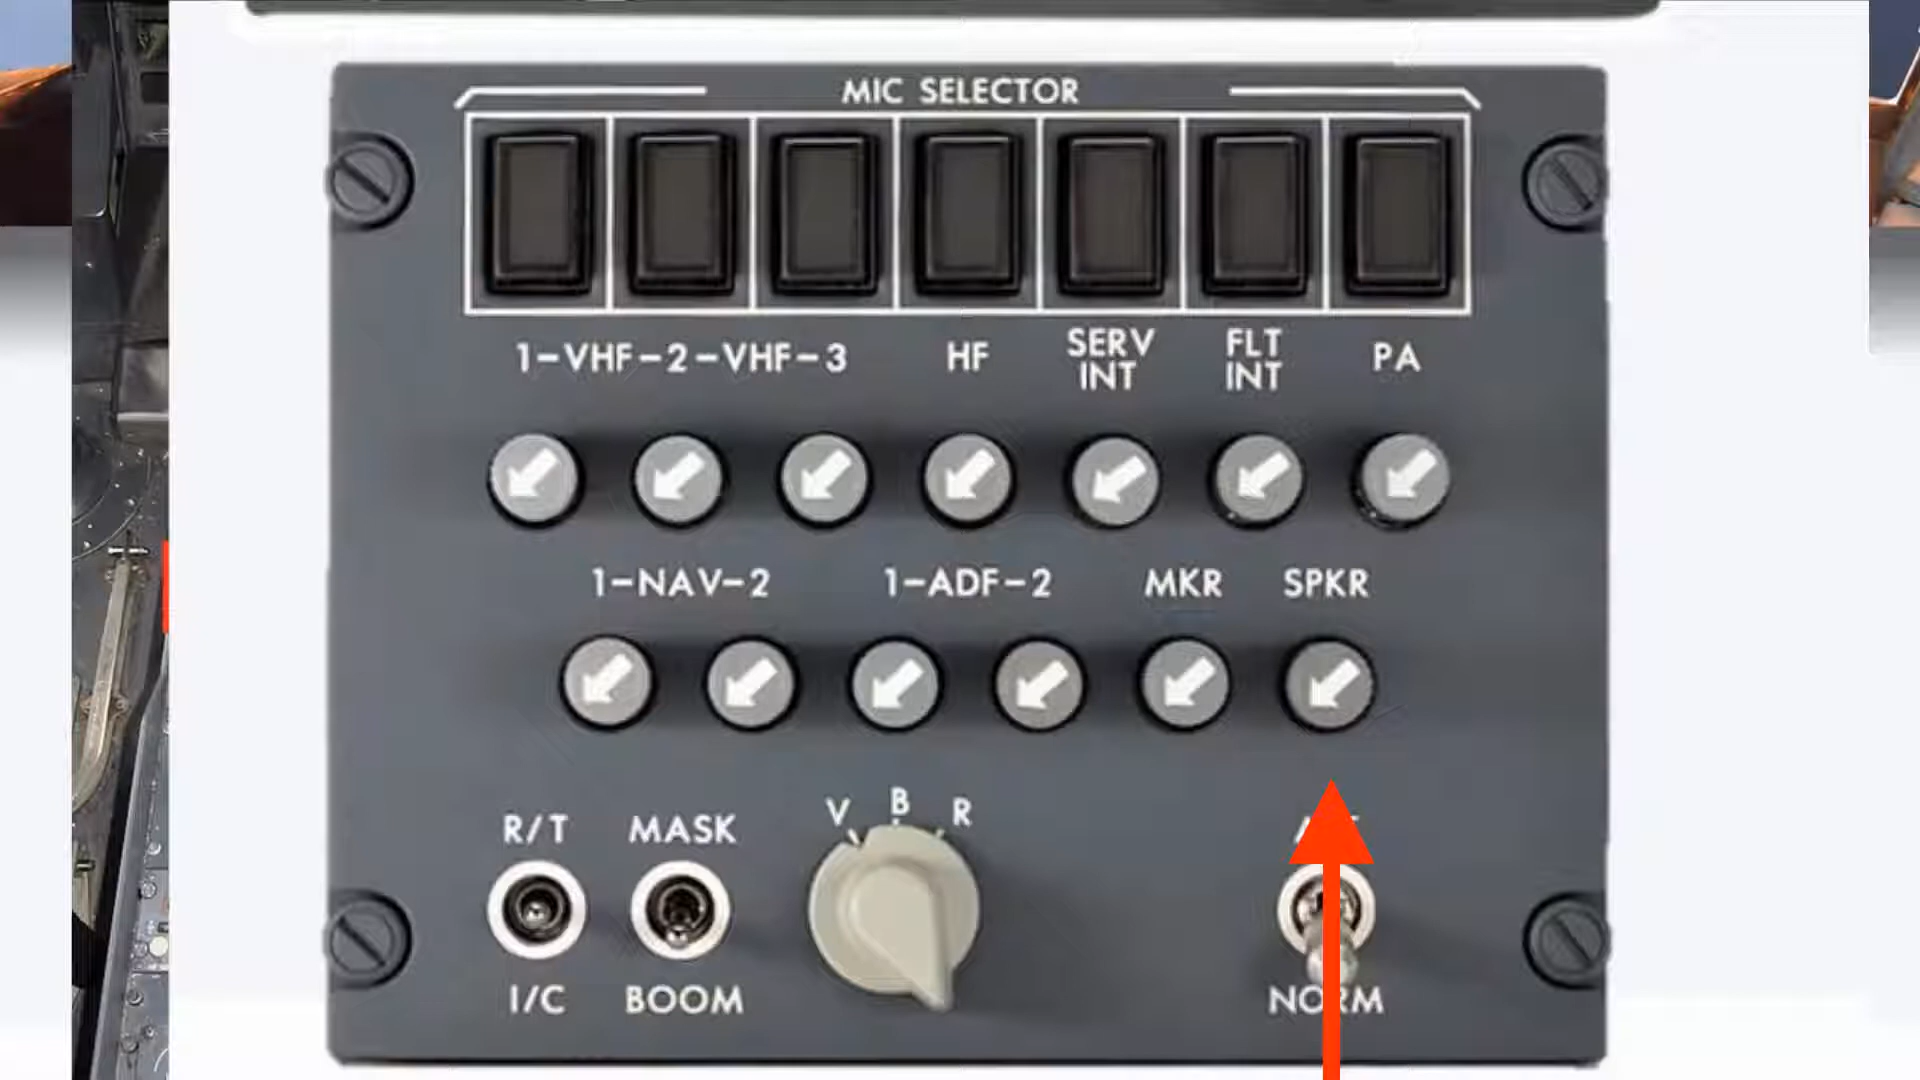 MIC SELECTOR
1-VHF-2-VHF-3 HF SERV INT FLT INT PA
1-NAV-2 1-ADF-2 MKR SPKR
V B R
R/T MASK
I/C BOOM NORM